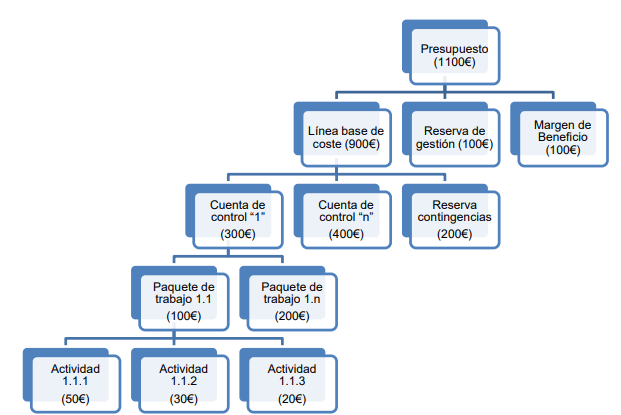 Presupuesto
(1100€)
Línea base de
coste (900€)
Reserva de
gestión (100€)
Margen de
Beneficio
(100€)
Cuenta de
control “1”
(300€)
Cuenta de
control “n”
(400€)
Reserva
contingencias
(200€)
Paquete de
trabajo 1.1
(100€)
Paquete de
trabajo 1.n
(200€)
Actividad
1.1.1
(50€)
Actividad
1.1.2
(30€)
Actividad
1.1.3
(20€)